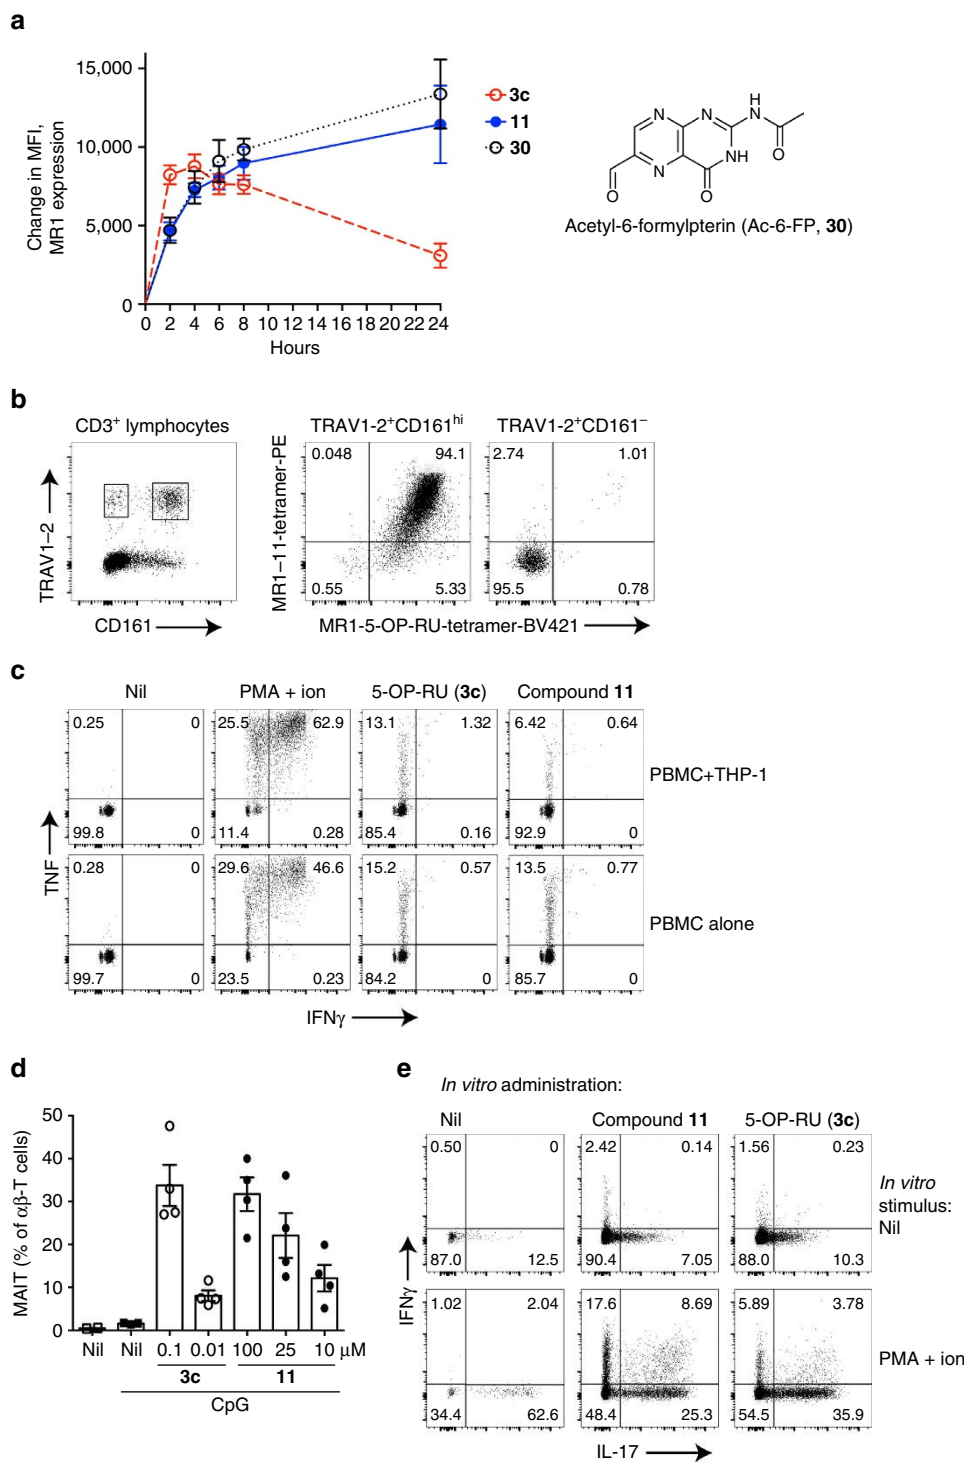 a
15,000
10,000
5,000
0
Change in MFI,
MR1 expression
0 2 4 6 8 10 12 14 16 18 20 22 24
Hours
3c
11
30
N
N
H
N
O
NH
N
O
O
Acetyl-6-formylpterin (Ac-6-FP, 30)
b
CD3+ lymphocytes
TRAV1-2+CD161hi
TRAV1-2+CD161−
TRAV1–2
CD161
MR1–11-tetramer-PE
0.048 94.1
0.55 5.33
2.74 1.01
95.5 0.78
MR1-5-OP-RU-tetramer-BV421
c
Nil
PMA + ion
5-OP-RU (3c)
Compound 11
0.25 0
99.8 0
25.5 62.9
11.4 0.28
13.1 1.32
85.4 0.16
6.42 0.64
92.9 0
PBMC+THP-1
0.28 0
99.7 0
29.6 46.6
23.5 0.23
15.2 0.57
84.2 0
13.5 0.77
85.7 0
PBMC alone
TNF
IFNγ
d
50
40
30
20
10
0
MAIT (% of αβ-T cells)
Nil Nil 0.1 0.01 100 25 10 μM
3c 11
CpG
e
In vitro administration:
Nil
Compound 11
5-OP-RU (3c)
0.50 0
87.0 12.5
2.42 0.14
90.4 7.05
1.56 0.23
88.0 10.3
In vitro
stimulus:
Nil
1.02 2.04
34.4 62.6
17.6 8.69
48.4 25.3
5.89 3.78
54.5 35.9
PMA + ion
IFNγ
IL-17